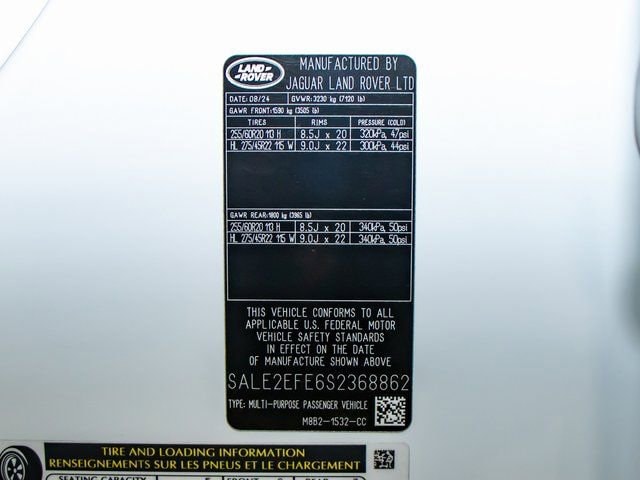 LAND
ROVER
MANUFACTURED BY
JAGUAR LAND ROVER LTD
DATE: 08/24 GVWR:3230 kg (7120 lb)
GAWR FRONT:1590 kg (3505 lb)
TIRES RIMS PRESSURE (COLD)
255/60R20 113 H 8.5J x 20 320kPa, 47psi
HL 275/45R22 115 W 9.0J x 22 300kPa, 44psi
GAWR REAR:1800 kg (3965 lb)
255/60R20 113 H 8.5J x 20 340kPa, 50psi
HL 275/45R22 115 W 9.0J x 22 340kPa, 50psi
THIS VEHICLE CONFORMS TO ALL
APPLICABLE U.S. FEDERAL MOTOR
VEHICLE SAFETY STANDARDS
IN EFFECT ON THE DATE
OF MANUFACTURE SHOWN ABOVE
SALE2EFE6S2368862
TYPE: MULTI-PURPOSE PASSENGER VEHICLE
M8B2-1532-CC
TIRE AND LOADING INFORMATION
RENSEIGNEMENTS SUR LES PNEUS ET LE CHARGEMENT
SEATING CAPACITY